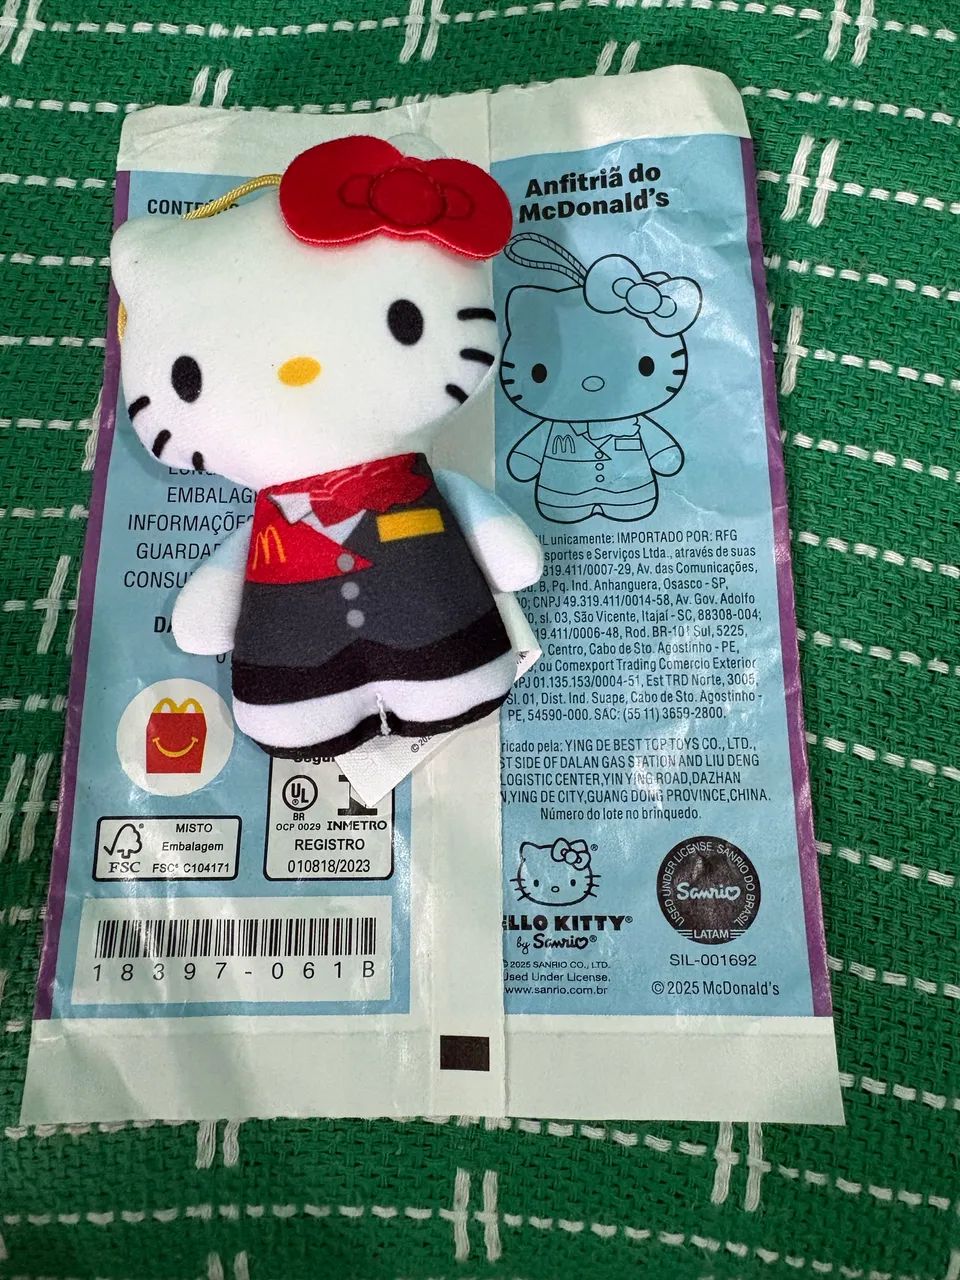 Anfitriã do
McDonald's
EMBALAG
INFORMAÇÕE
GUARDA
CONSU
unicamente: IMPORTADO POR: RFG
sportes e Serviços Ltda., através de suas
319.411/0007-29, Av. das Comunicações,
B, Pq. Ind. Anhanguera, Osasco - SP,
CNPJ 49.319.411/0014-58, Av. Gov. Adolfo
sl. 03, São Vicente, Itajaí - SC, 88308-004;
19.411/0006-48, Rod. BR-101 Sul, 5225,
Centro, Cabo de Sto. Agostinho - PE,
ou Comexport Trading Comercio Exterior
PJ 01.135.153/0004-51, Est TRD Norte, 3005,
Sl. 01, Dist. Ind. Suape, Cabo de Sto. Agostinho -
PE, 54590-000. SAC: (55 11) 3659-2800.
ricado pela: YING DE BEST TOP TOYS CO., LTD.,
ST SIDE OF DALAN GAS STATION AND LIU DENG
LOGISTIC CENTER, YIN YING ROAD, DAZHAN
YING DE CITY, GUANG DONG PROVINCE, CHINA.
Número do lote no brinquedo.
MISTO
Embalagem
FSC
FSC® C104171
UL
BR
OCP 0029
INMETRO
REGISTRO
010818/2023
18397-061B
ELLO KITTY®
by Sanrio®
© 2025 SANRIO CO., LTD.
Used Under License.
www.sanrio.com.br
USED UNDER LICENSE SANRIO DO BRASIL
Sanrio
LATAM
SIL-001692
© 2025 McDonald's